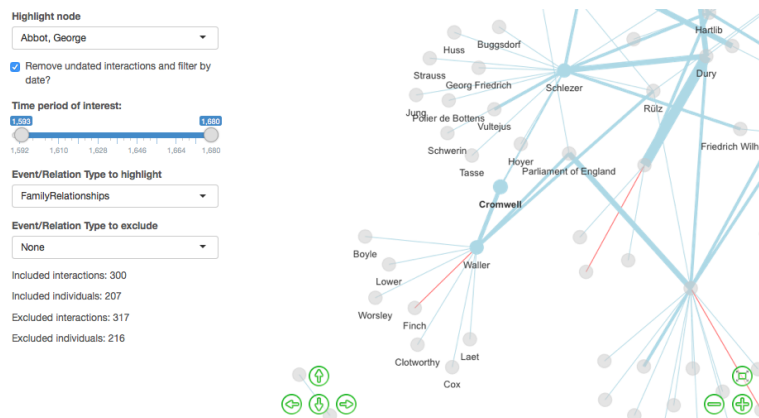 Highlight node
Abbot, George
Remove undated interactions and filter by
date?
Time period of interest:
1,593
1,680
1,592
1,610
1,628
1,646
1,664
1,680
Event/Relation Type to highlight
FamilyRelationships
Event/Relation Type to exclude
None
Included interactions: 300
Included individuals: 207
Excluded interactions: 317
Excluded individuals: 216
Hartlib
Huss
Buggsdorf
Dury
Strauss
Georg Friedrich
Schlezer
Jung
Polier de Bottens
Rülz
Vultejus
Schwerin
Friedrich Wilh
Tasse
Hoyer
Parliament of England
Cromwell
Boyle
Waller
Lower
Worsley
Finch
Clotworthy
Laet
Cox